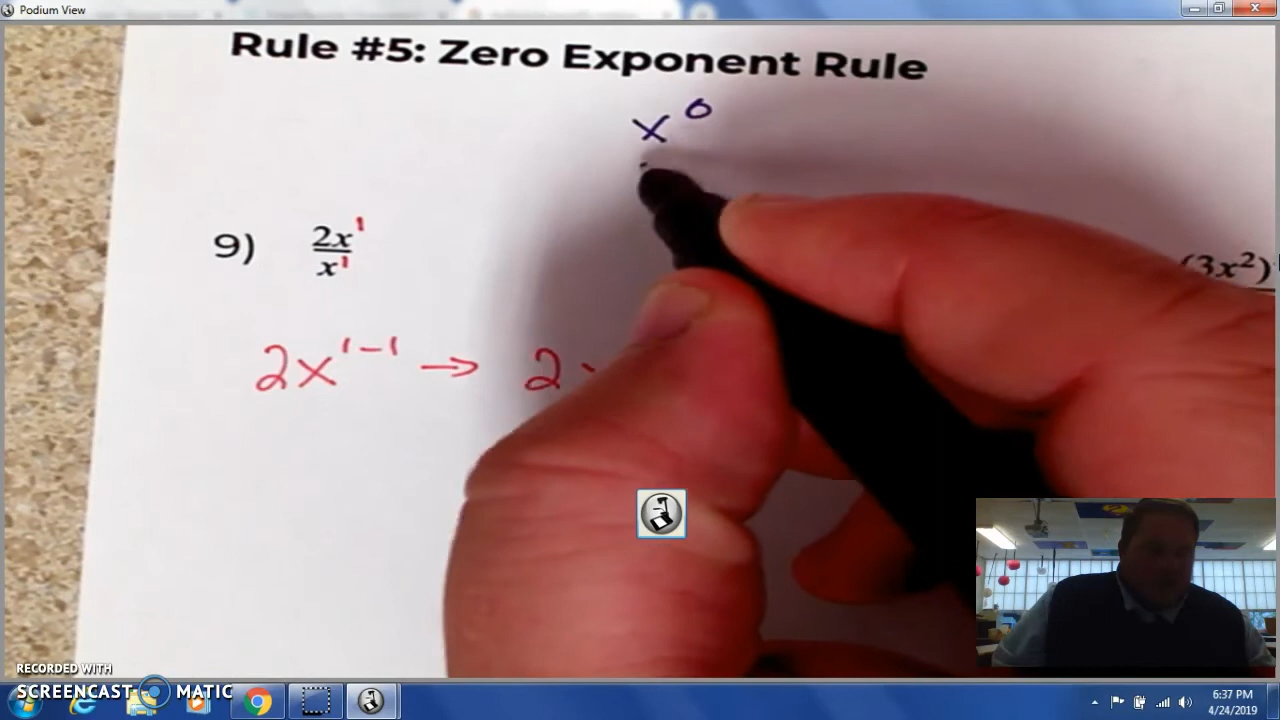 Podium View
Rule #5: Zero Exponent Rule
x⁰
9) 2x¹/x¹
(3x²)
2x¹⁻¹ → 2
RECORDED WITH
SCREENCAST MATIC
6:37 PM
4/24/2019